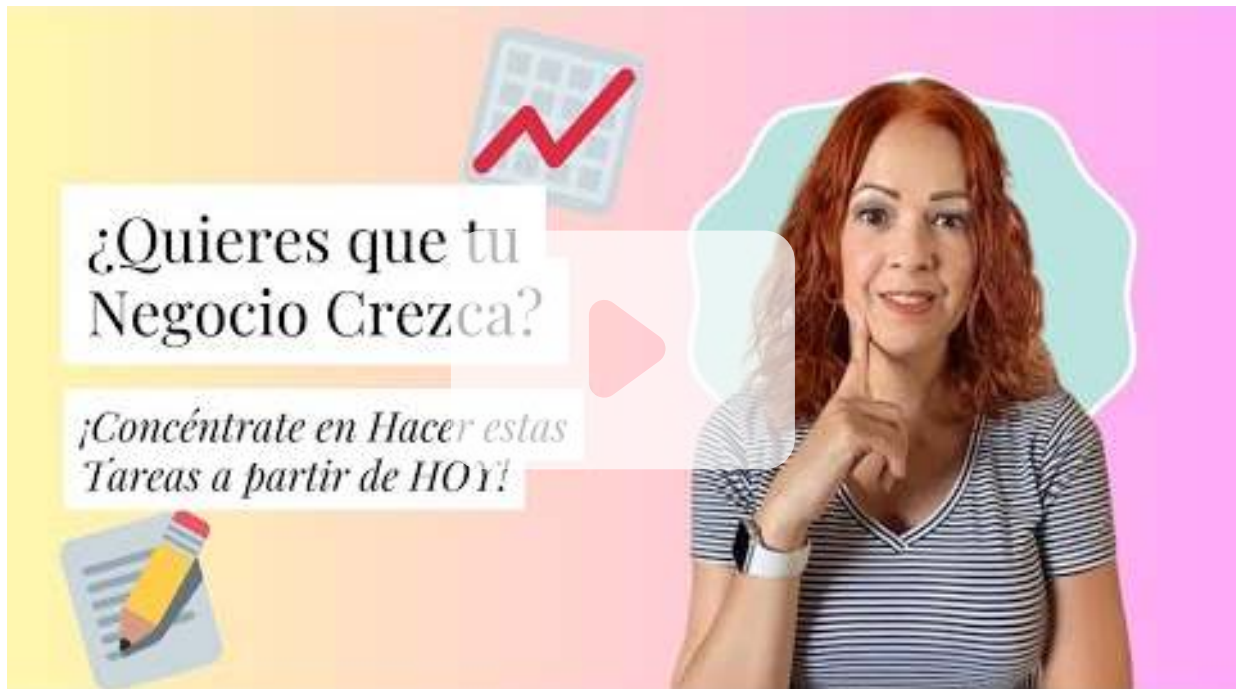 ¿Quieres que tu
Negocio Crezca?
¡Concéntrate en Hacer estas
Tareas a partir de HOY!